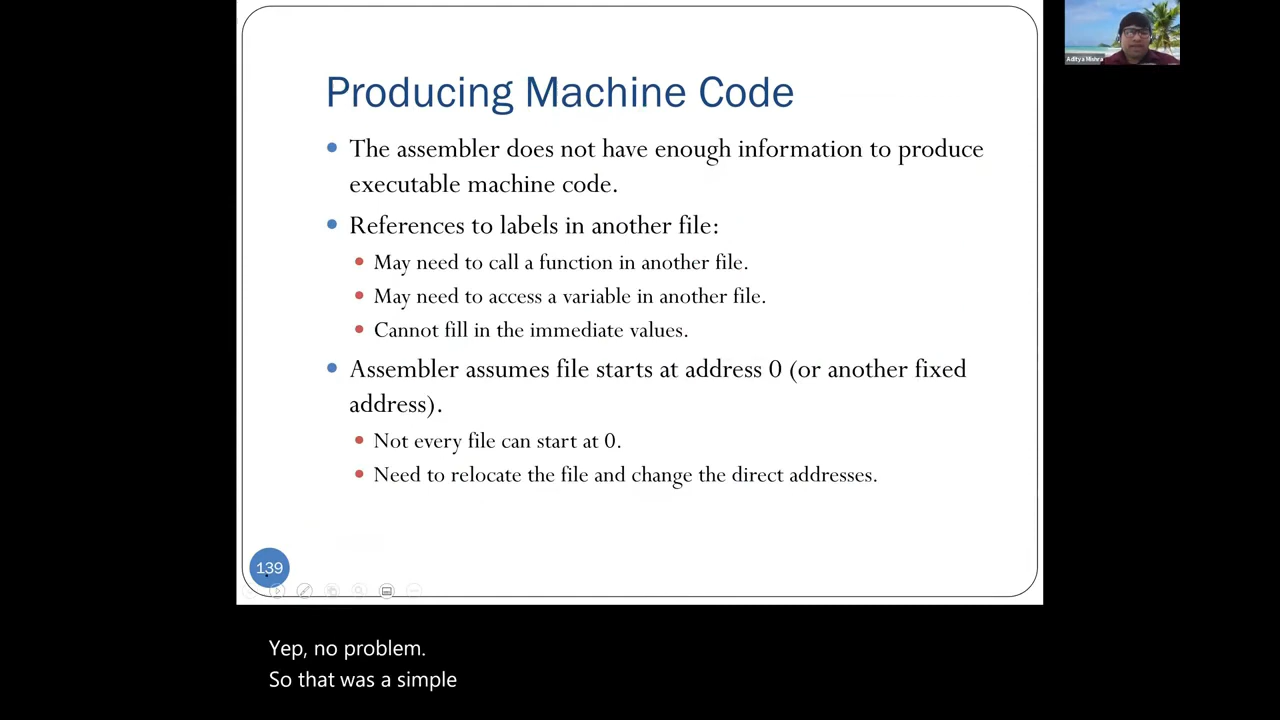 Aditya Mishra
Producing Machine Code
The assembler does not have enough information to produce
executable machine code.
References to labels in another file:
May need to call a function in another file.
May need to access a variable in another file.
Cannot fill in the immediate values.
Assembler assumes file starts at address 0 (or another fixed
address).
Not every file can start at 0.
Need to relocate the file and change the direct addresses.
139
Yep, no problem.
So that was a simple